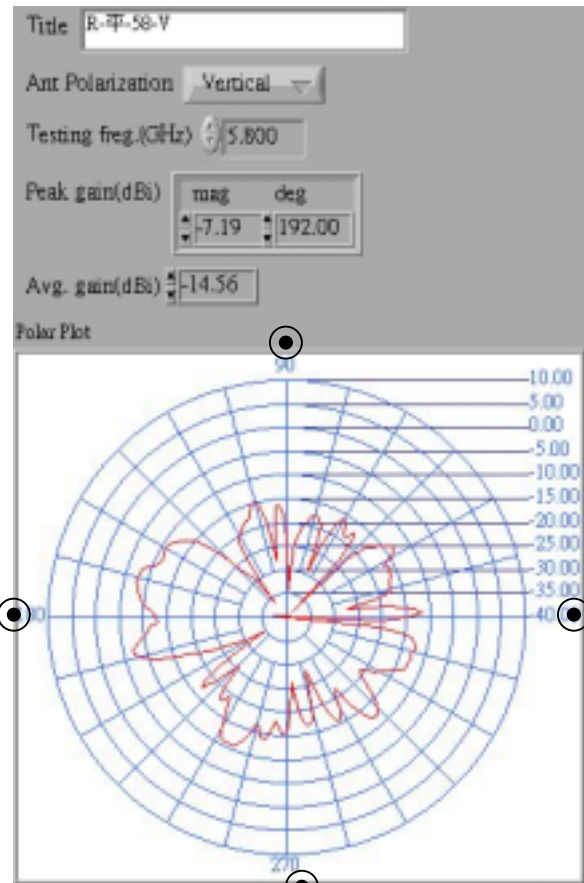 Title R-平-58-V
Ant Polarization Vertical
Testing freq.(GHz) 5.800
Peak gain(dBi) mag deg
-7.19 192.00
Avg. gain(dBi) -14.56
Polar Plot
90
10.00
5.00
0.00
-5.00
-10.00
-15.00
-20.00
-25.00
-30.00
-35.00
270